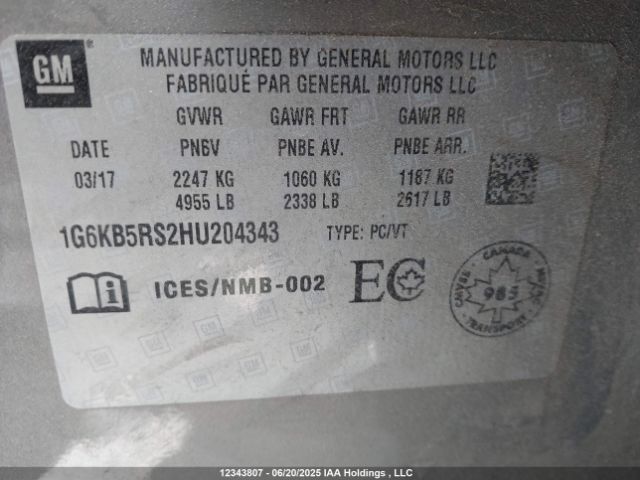 GM
MANUFACTURED BY GENERAL MOTORS LLC
FABRIQUÉ PAR GENERAL MOTORS LLC
GVWR GAWR FRT GAWR RR
DATE PNBV PNBE AV. PNBE ARR.
03/17 2247 KG 1060 KG 1187 KG
4955 LB 2338 LB 2617 LB
1G6KB5RS2HU204343 TYPE: PC/VT
ICES/NMB-002 EC
CANADA
985
TRANSPORT
12343807 - 06/20/2025 IAA Holdings , LLC